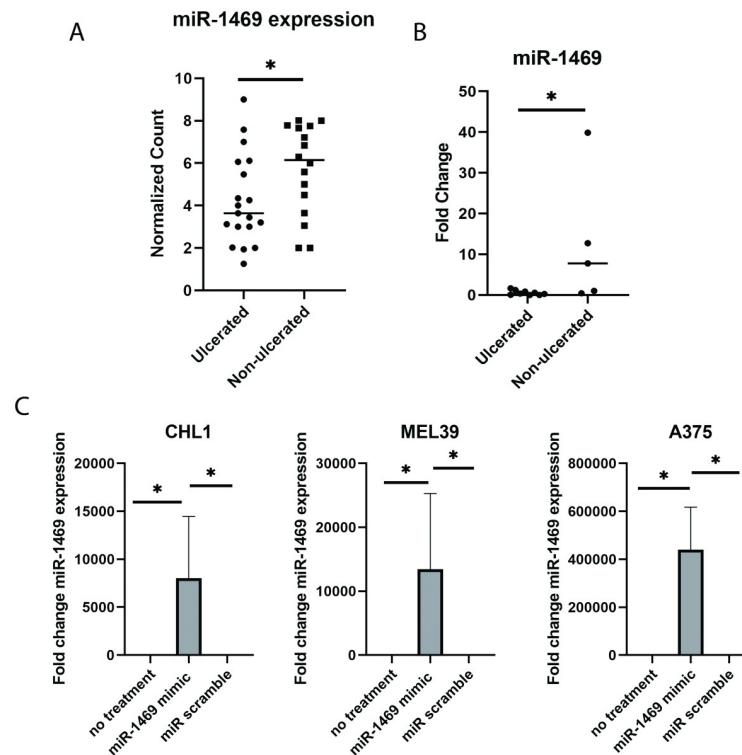 A
miR-1469 expression
*
Normalized Count
10
8
6
4
2
0
Ulcerated
Non-ulcerated
B
miR-1469
*
Fold Change
50
40
30
20
10
0
Ulcerated
Non-ulcerated
C
CHL1
* *
Fold change miR-1469 expression
20000
15000
10000
5000
0
no treatment
miR-1469 mimic
miR scramble
MEL39
* *
Fold change miR-1469 expression
30000
20000
10000
0
no treatment
miR-1469 mimic
miR scramble
A375
* *
Fold change miR-1469 expression
800000
600000
400000
200000
0
no treatment
miR-1469 mimic
miR scramble